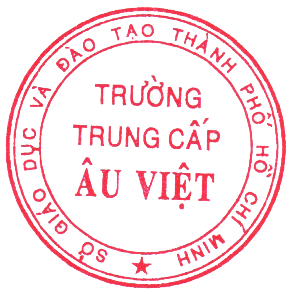 SỞ GIÁO DỤC VÀ ĐÀO TẠO THÀNH PHỐ HỒ CHÍ MINH
TRƯỜNG
TRUNG CẤP
ÂU VIỆT